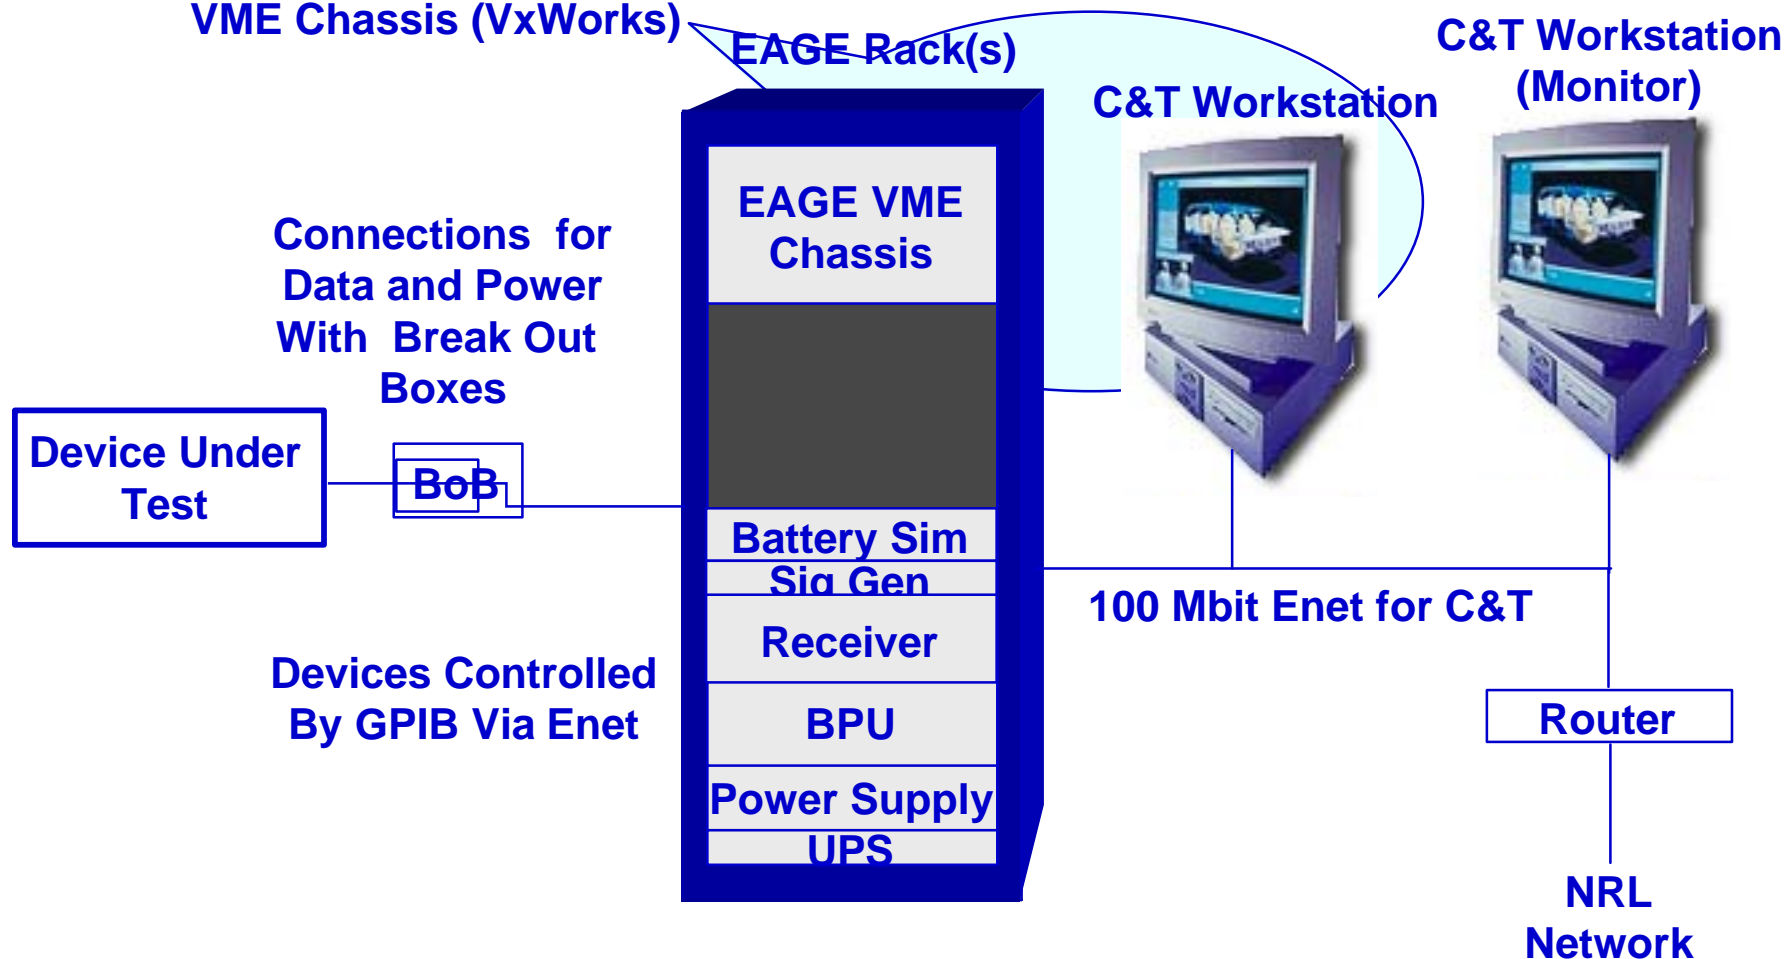 VME Chassis (VxWorks)
EAGE Rack(s)
C&T Workstation
(Monitor)
C&T Workstation
EAGE VME
Chassis
Connections for
Data and Power
With Break Out
Boxes
Device Under
Test
BoB
Battery Sim
Sig Gen
Receiver
BPU
Power Supply
UPS
100 Mbit Enet for C&T
Devices Controlled
By GPIB Via Enet
Router
NRL
Network